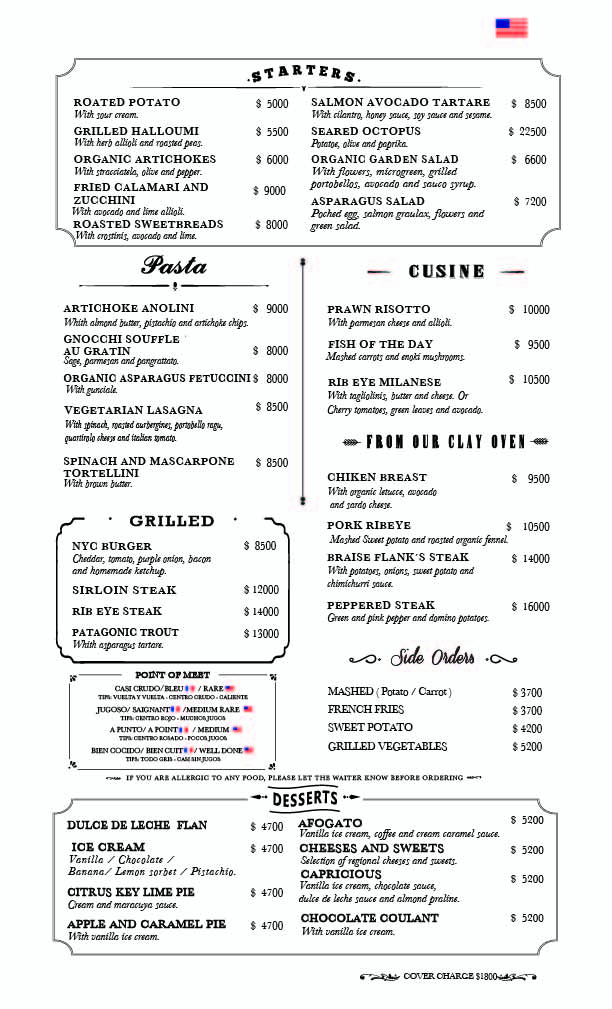 .STARTERS.
ROATED POTATO $ 5000
With sour cream.
GRILLED HALLOUMI $ 5500
With herb allioli and roasted peas.
ORGANIC ARTICHOKES $ 6000
With stracciatela, olive and pepper.
FRIED CALAMARI AND
ZUCCHINI $ 9000
With avocado and lime allioli.
ROASTED SWEETBREADS $ 8000
With crostinis, avocado and lime.
SALMON AVOCADO TARTARE $ 8500
With cilantro, honey sauce, soy sauce and sesame.
SEARED OCTOPUS $ 22500
Potatoe, olive and paprika.
ORGANIC GARDEN SALAD $ 6600
With flowers, microgreen, grilled
portobellos, avocado and sauco syrup.
ASPARAGUS SALAD $ 7200
Poched egg, salmon graulax, flowers and
green salad.
Pasta
ARTICHOKE ANOLINI $ 9000
Whith almond butter, pistachio and artichoke chips.
GNOCCHI SOUFFLE
AU GRATIN $ 8000
Sage, parmesan and pangrattato.
ORGANIC ASPARAGUS FETUCCINI $ 8000
With gunciale.
VEGETARIAN LASAGNA $ 8500
With spinach, roasted aurbergines, portobello ragu,
quartirolo cheese and italian tomato.
SPINACH AND MASCARPONE $ 8500
TORTELLINI
With brown butter.
GRILLED
NYC BURGER $ 8500
Cheddar, tomato, purple onion, bacon
and homemade ketchup.
SIRLOIN STEAK $ 12000
RIB EYE STEAK $ 14000
PATAGONIC TROUT $ 13000
Whith asparagus tartare.
POINT OF MEET
CASI CRUDO/BLEU / RARE
TIPS: VUELTA Y VUELTA - CENTRO CRUDO - CALIENTE
JUGOSO/ SAIGNANT /MEDIUM RARE
TIPS: CENTRO ROJO - MUCHOS JUGOS
A PUNTO/ A POINT / MEDIUM
TIPS: CENTRO ROSADO - POCOS JUGOS
BIEN COCIDO/ BIEN CUIT / WELL DONE
TIPS: TODO GRIS - CASI SIN JUGOS
CUSINE
PRAWN RISOTTO $ 10000
With parmesan cheese and allioli.
FISH OF THE DAY $ 9500
Mashed carrots and enoki mushrooms.
RIB EYE MILANESE $ 10500
With tagliolinis, butter and cheese. Or
Cherry tomatoes, green leaves and avocado.
FROM OUR CLAY OVEN
CHIKEN BREAST $ 9500
With organic letucce, avocado
and sardo cheese.
PORK RIBEYE $ 10500
Mashed Sweet potato and roasted organic fennel.
BRAISE FLANK´S STEAK $ 14000
With potatoes, onions, sweet potato and
chimichurri sauce.
PEPPERED STEAK $ 16000
Green and pink pepper and domino potatoes.
Side Orders
MASHED ( Potato / Carrot ) $ 3700
FRENCH FRIES $ 3700
SWEET POTATO $ 4200
GRILLED VEGETABLES $ 5200
IF YOU ARE ALLERGIC TO ANY FOOD, PLEASE LET THE WAITER KNOW BEFORE ORDERING
DESSERTS
DULCE DE LECHE FLAN $ 4700
ICE CREAM $ 4700
Vanilla / Chocolate /
Banana/ Lemon sorbet / Pistachio.
CITRUS KEY LIME PIE $ 4700
Cream and maracuya sauce.
APPLE AND CARAMEL PIE $ 4700
With vanilla ice cream.
AFOGATO $ 5200
Vanilla ice cream, coffee and cream caramel sauce.
CHEESES AND SWEETS $ 5200
Selection of regional cheeses and sweets.
CAPRICIOUS $ 5200
Vanilla ice cream, chocolate sauce,
dulce de leche sauce and almond praline.
CHOCOLATE COULANT $ 5200
With vanilla ice cream.
COVER CHARGE $1800